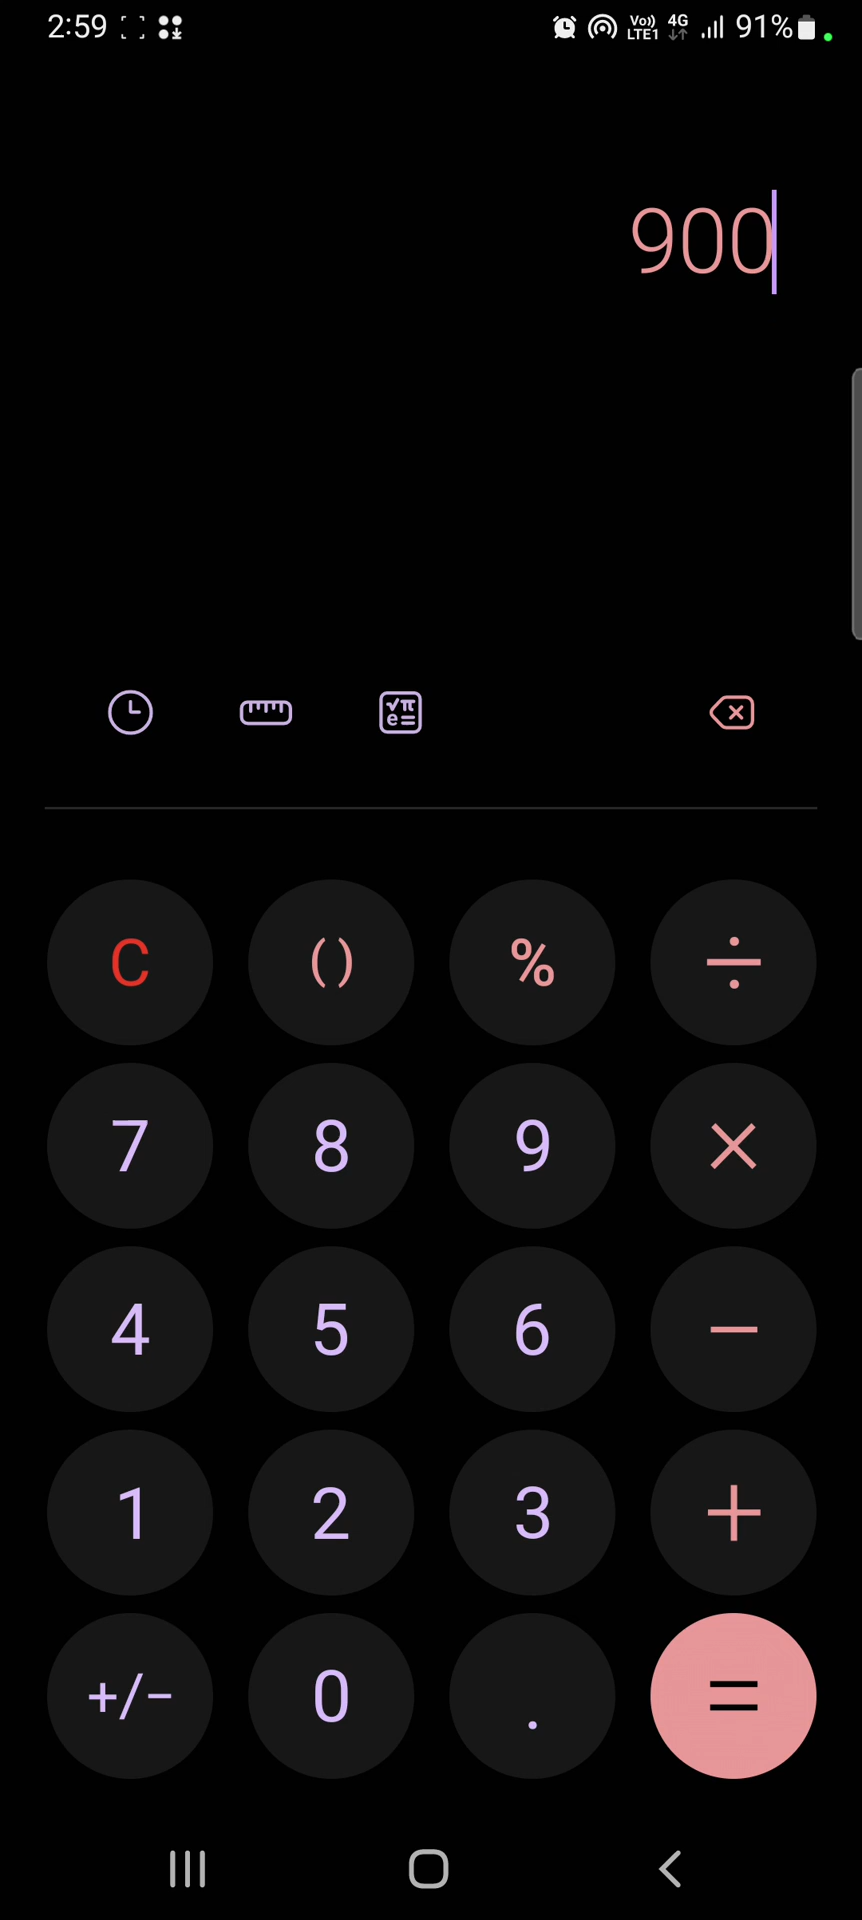 2:59 Vo)) LTE1 4G 91%
900
√π
e=
C ( ) % ÷
7 8 9 ×
4 5 6 −
1 2 3 +
+/− 0 . =